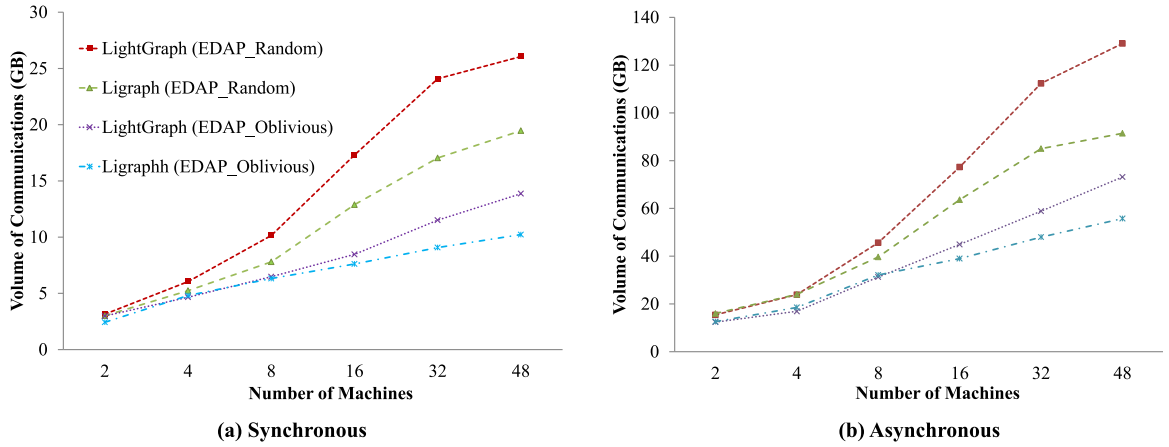 30
25
20
15
10
5
0
Volume of Communications (GB)
LightGraph (EDAP_Random)
Ligraph (EDAP_Random)
LightGraph (EDAP_Oblivious)
Ligraphh (EDAP_Oblivious)
2 4 8 16 32 48
Number of Machines
(a) Synchronous
140
120
100
80
60
40
20
0
Volume of Communications (GB)
2 4 8 16 32 48
Number of Machines
(b) Asynchronous